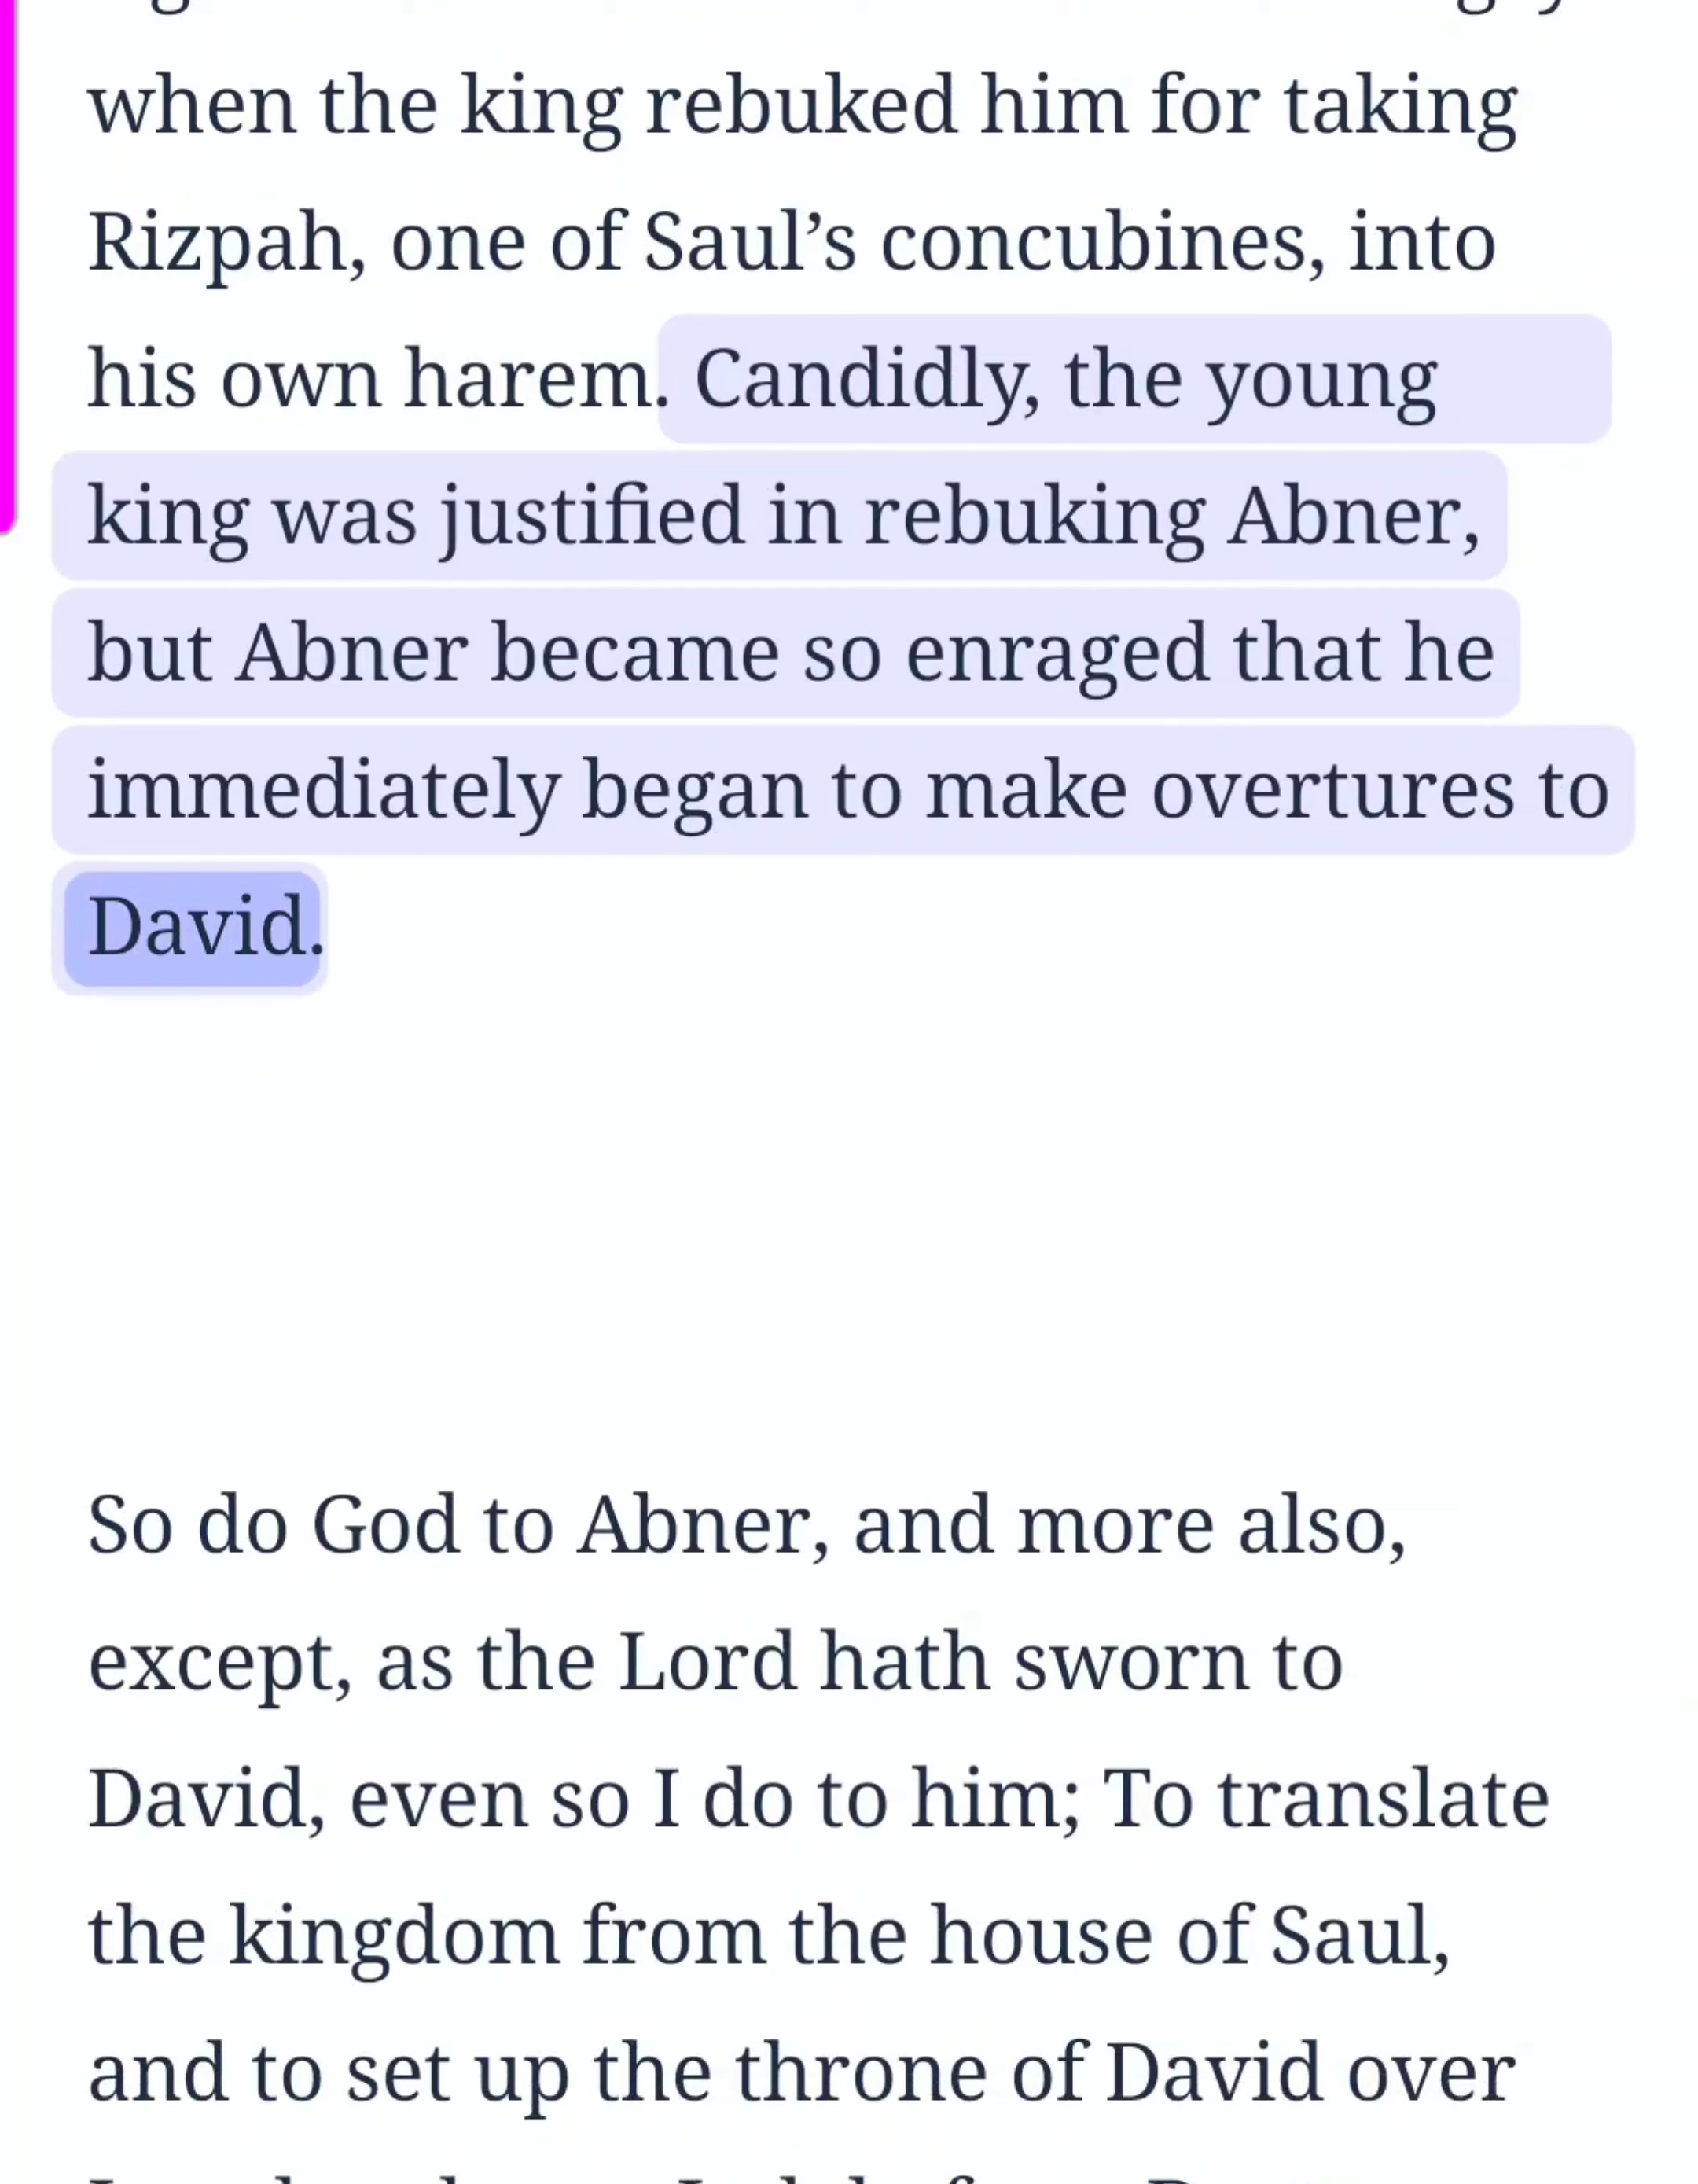 when the king rebuked him for taking
Rizpah, one of Saul’s concubines, into
his own harem. Candidly, the young
king was justified in rebuking Abner,
but Abner became so enraged that he
immediately began to make overtures to
David.
So do God to Abner, and more also,
except, as the Lord hath sworn to
David, even so I do to him; To translate
the kingdom from the house of Saul,
and to set up the throne of David over